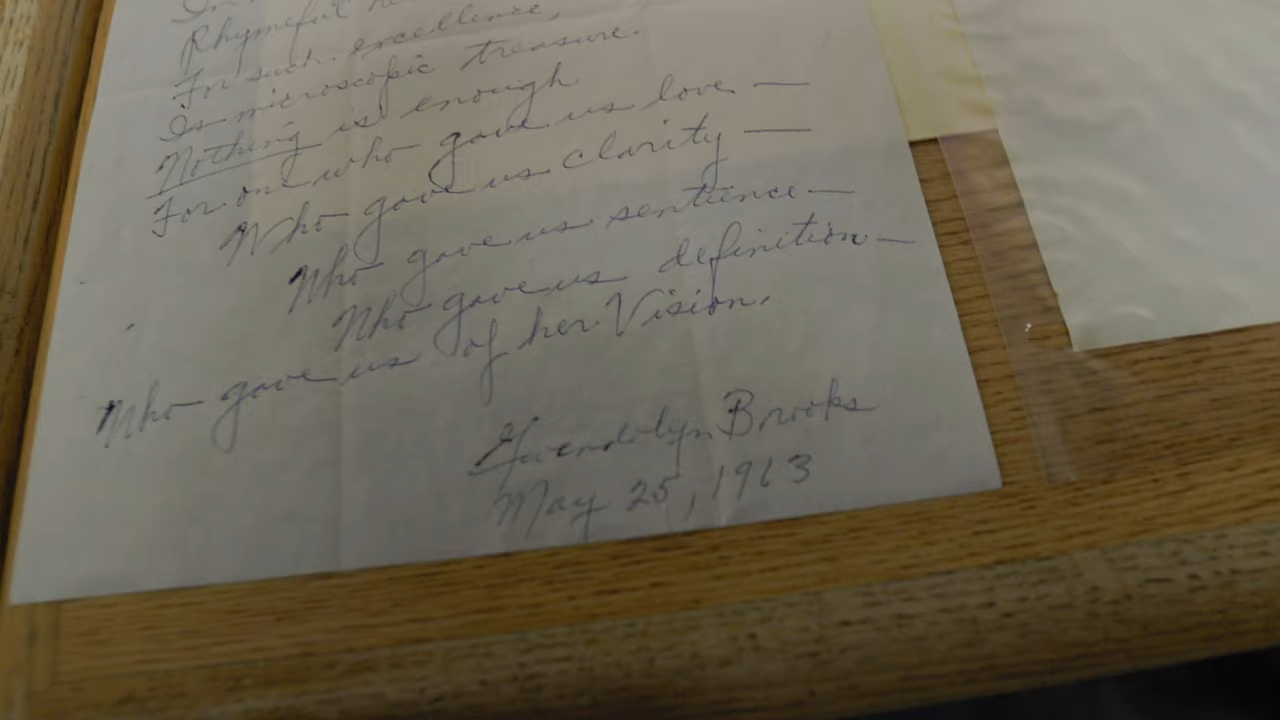 In
Rhymeful
For such excellence,
Is microscopic treasure.
Nothing is enough
For one who gave us love —
Who gave us clarity —
Who gave us sentience —
Who gave us definition —
Who gave us of her Vision.
Gwendolyn Brooks
May 25, 1963